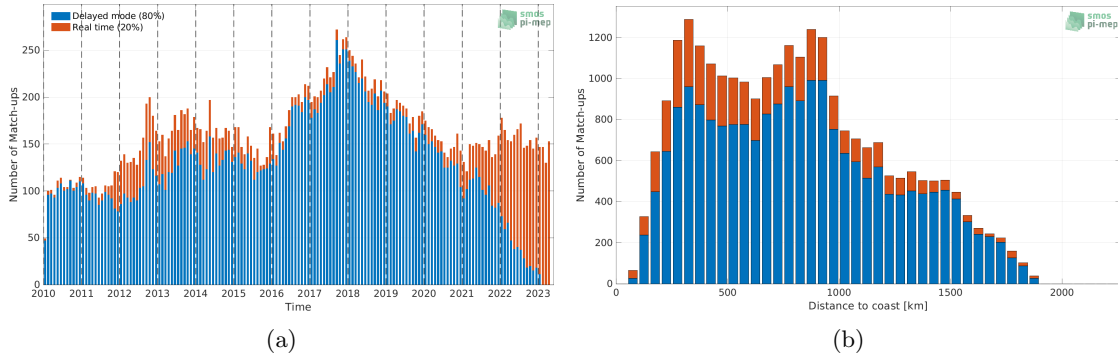 Delayed mode (80%)
Real time (20%)
smos
pi-mep
Number of Match-ups
250
200
150
100
50
0
2010 2011 2012 2013 2014 2015 2016 2017 2018 2019 2020 2021 2022 2023
Time
(a)
smos
pi-mep
Number of Match-ups
1200
1000
800
600
400
200
0
0 500 1000 1500 2000
Distance to coast [km]
(b)